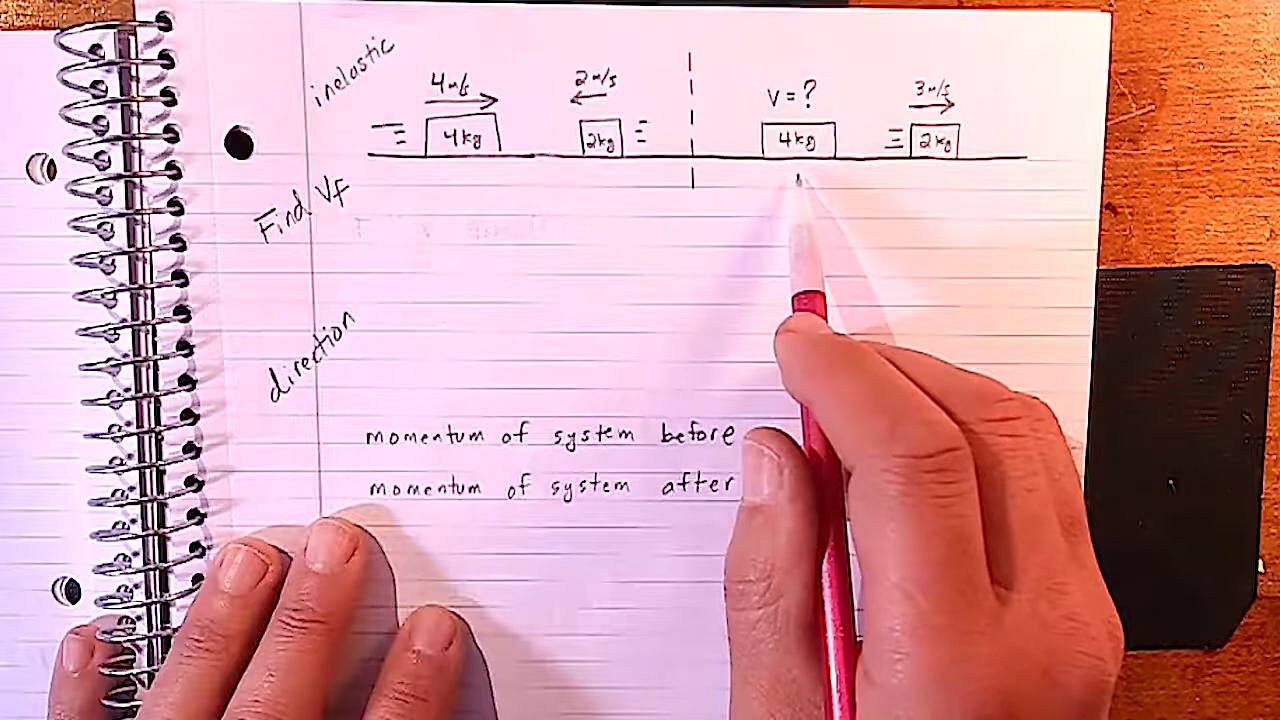 inelastic
4m/s
2m/s
v = ?
3m/s
4kg
2kg
4kg
2kg
Find Vf
direction
momentum of system before
momentum of system after